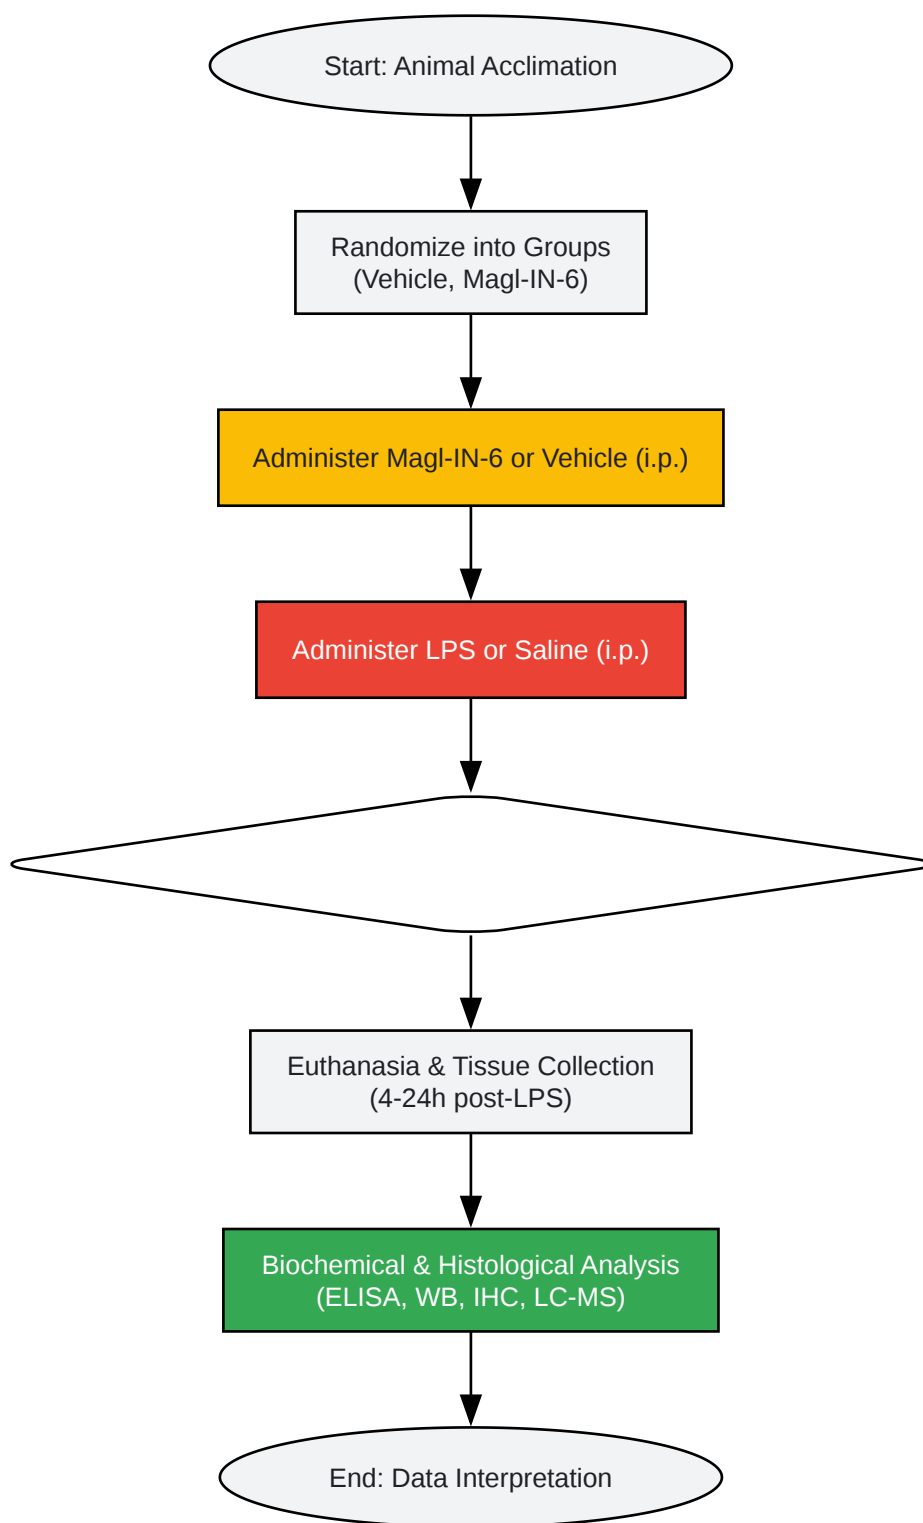 Start: Animal Acclimation
Randomize into Groups
(Vehicle, Magl-IN-6)
Administer Magl-IN-6 or Vehicle (i.p.)
Administer LPS or Saline (i.p.)
Euthanasia & Tissue Collection
(4-24h post-LPS)
Biochemical & Histological Analysis
(ELISA, WB, IHC, LC-MS)
End: Data Interpretation